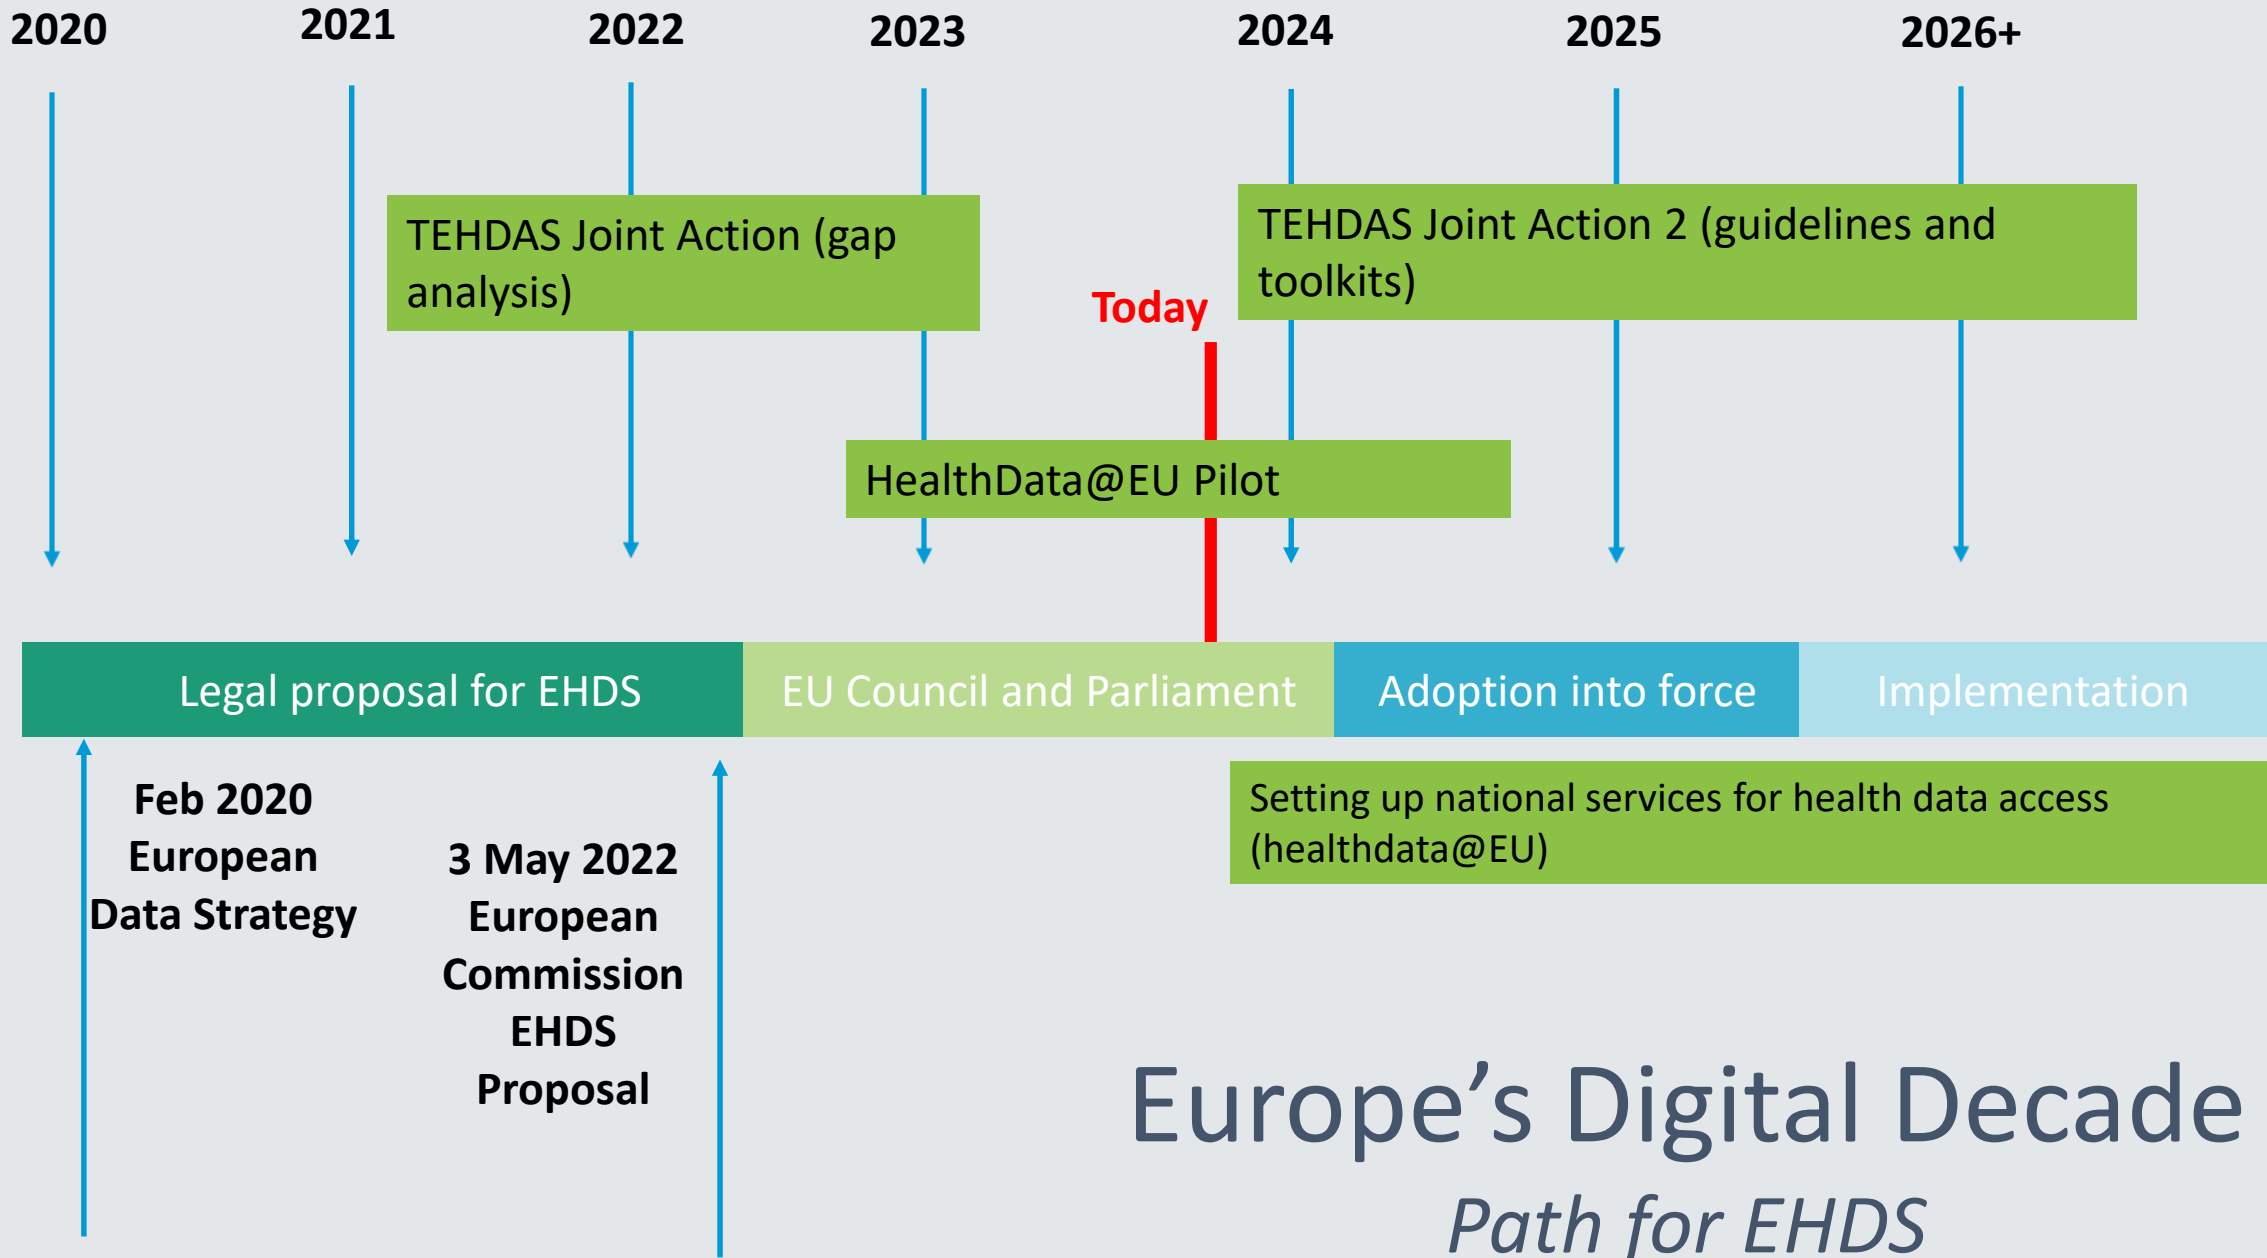 2020 2021 2022 2023 2024 2025 2026+
TEHDAS Joint Action (gap
analysis)
TEHDAS Joint Action 2 (guidelines and
toolkits)
Today
HealthData@EU Pilot
Legal proposal for EHDS
EU Council and Parliament
Adoption into force
Implementation
Feb 2020
European
Data Strategy
3 May 2022
European
Commission
EHDS
Proposal
Setting up national services for health data access
(healthdata@EU)
Europe’s Digital Decade
Path for EHDS